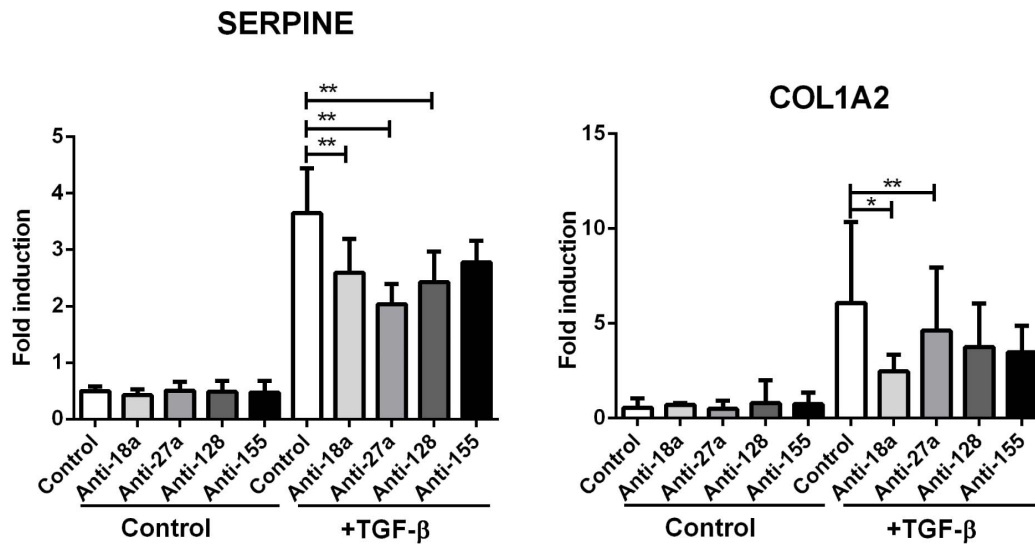 SERPINE
Fold induction
5
4
3
2
1
0
**
**
**
Control
Anti-18a
Anti-27a
Anti-128
Anti-155
Control
Anti-18a
Anti-27a
Anti-128
Anti-155
Control
+TGF-β
COL1A2
Fold induction
15
10
5
0
**
*
Control
Anti-18a
Anti-27a
Anti-128
Anti-155
Control
Anti-18a
Anti-27a
Anti-128
Anti-155
Control
+TGF-β